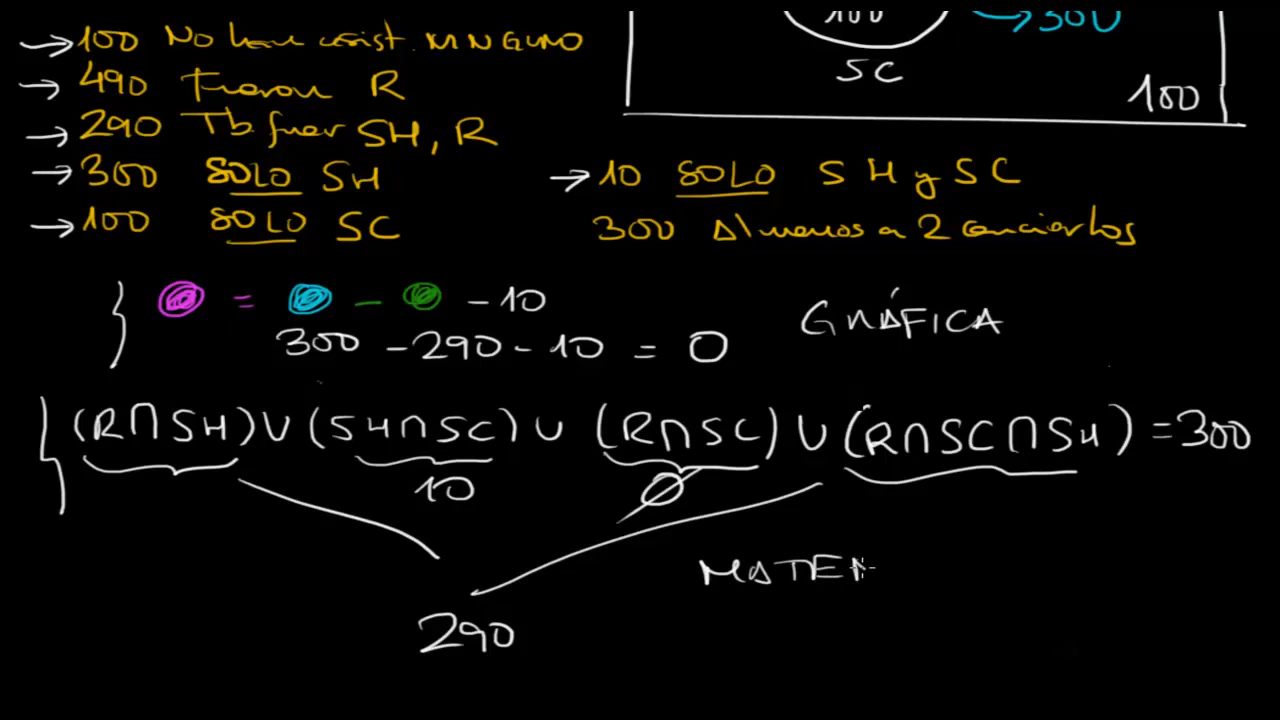 → 100 No han asist. NINGUNO
→ 490 Fueron R
→ 290 Tb fuer SH, R
→ 300 SOLO SH
→ 100 SOLO SC
100
→ 300
SC
100
→ 10 SOLO SH y SC
300 Al menos a 2 conciertos
= - - 10
300 - 290 - 10 = 0
GRÁFICA
(R∩SH) ∪ (SH∩SC) ∪ (R∩SC) ∪ (R∩SC∩SH) = 300
10
∅
290
MATEM